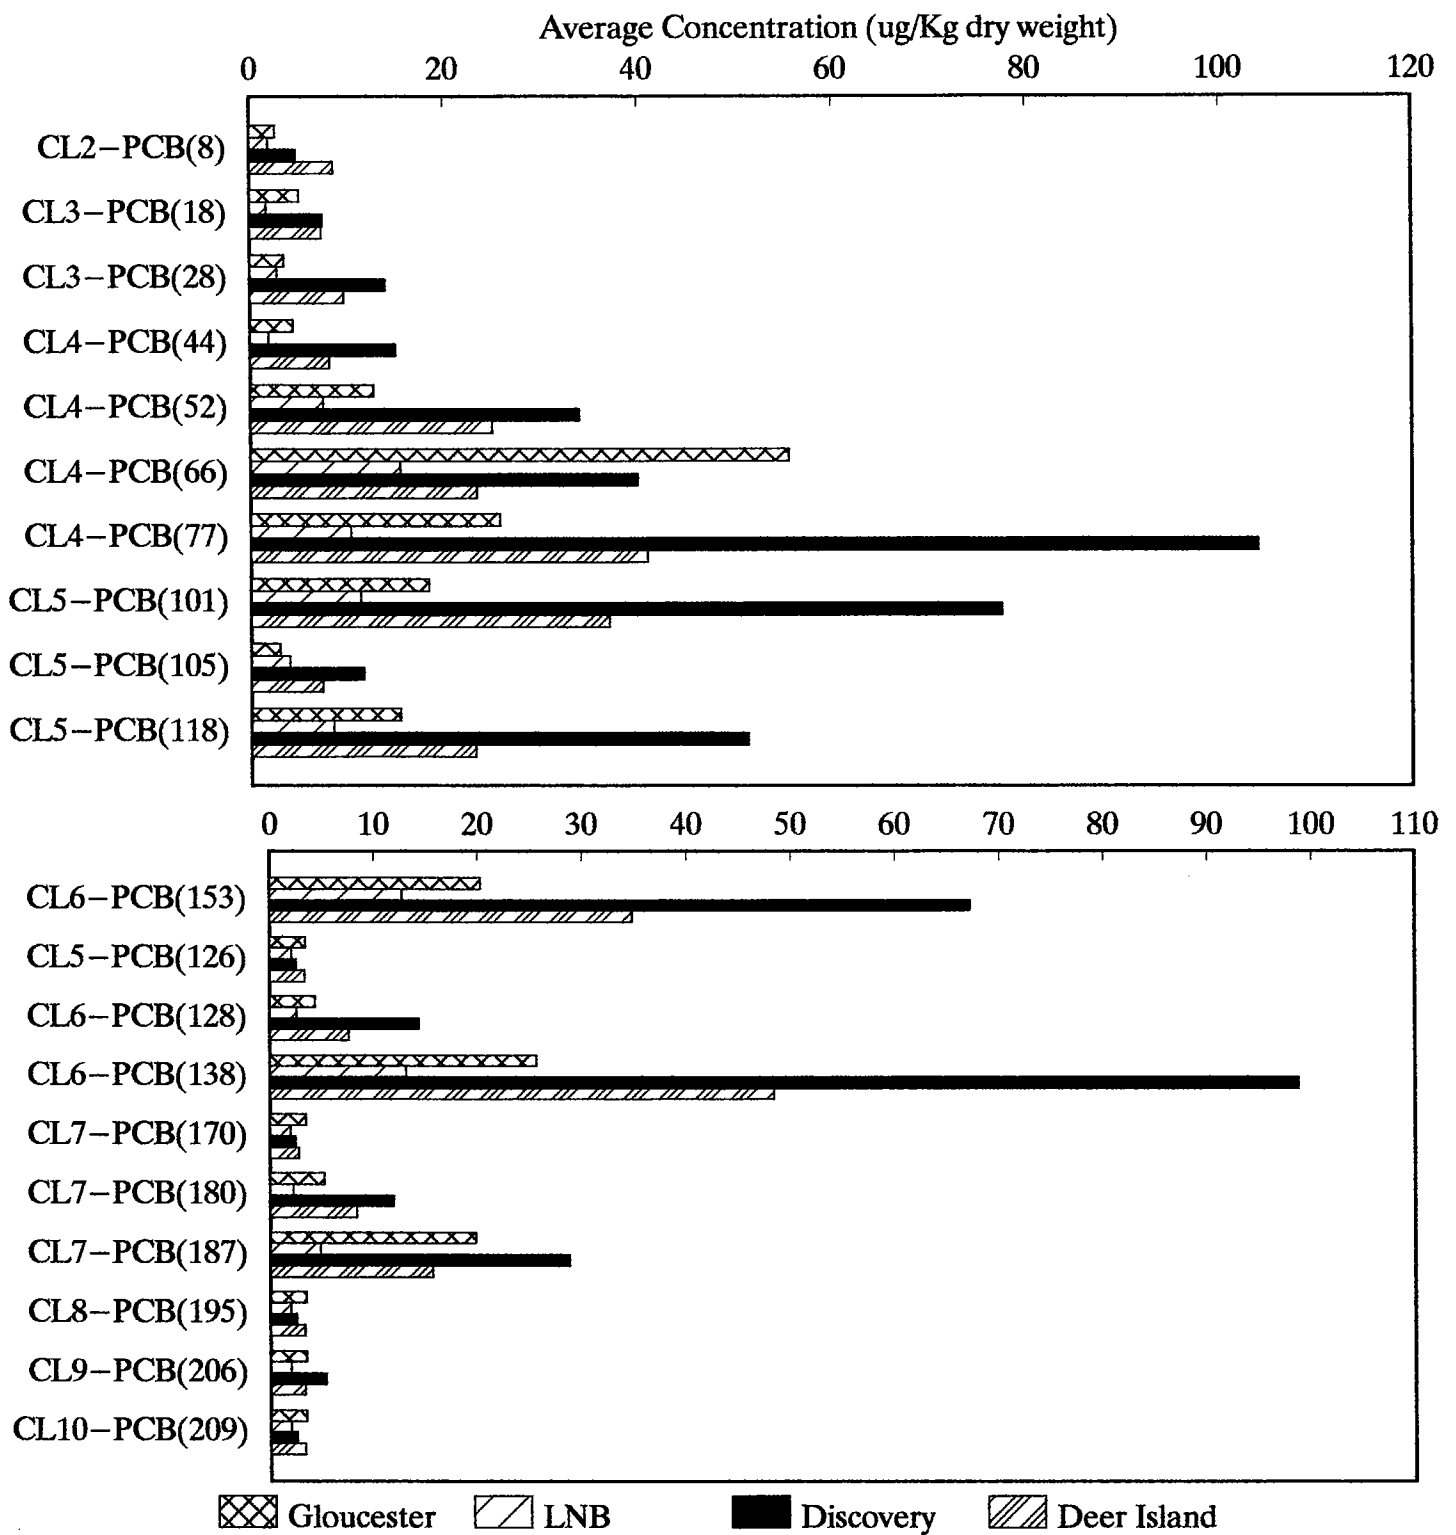 Average Concentration (ug/Kg dry weight)
0 20 40 60 80 100 120
CL2-PCB(8)
CL3-PCB(18)
CL3-PCB(28)
CL4-PCB(44)
CL4-PCB(52)
CL4-PCB(66)
CL4-PCB(77)
CL5-PCB(101)
CL5-PCB(105)
CL5-PCB(118)
0 10 20 30 40 50 60 70 80 90 100 110
CL6-PCB(153)
CL5-PCB(126)
CL6-PCB(128)
CL6-PCB(138)
CL7-PCB(170)
CL7-PCB(180)
CL7-PCB(187)
CL8-PCB(195)
CL9-PCB(206)
CL10-PCB(209)
Gloucester LNB Discovery Deer Island